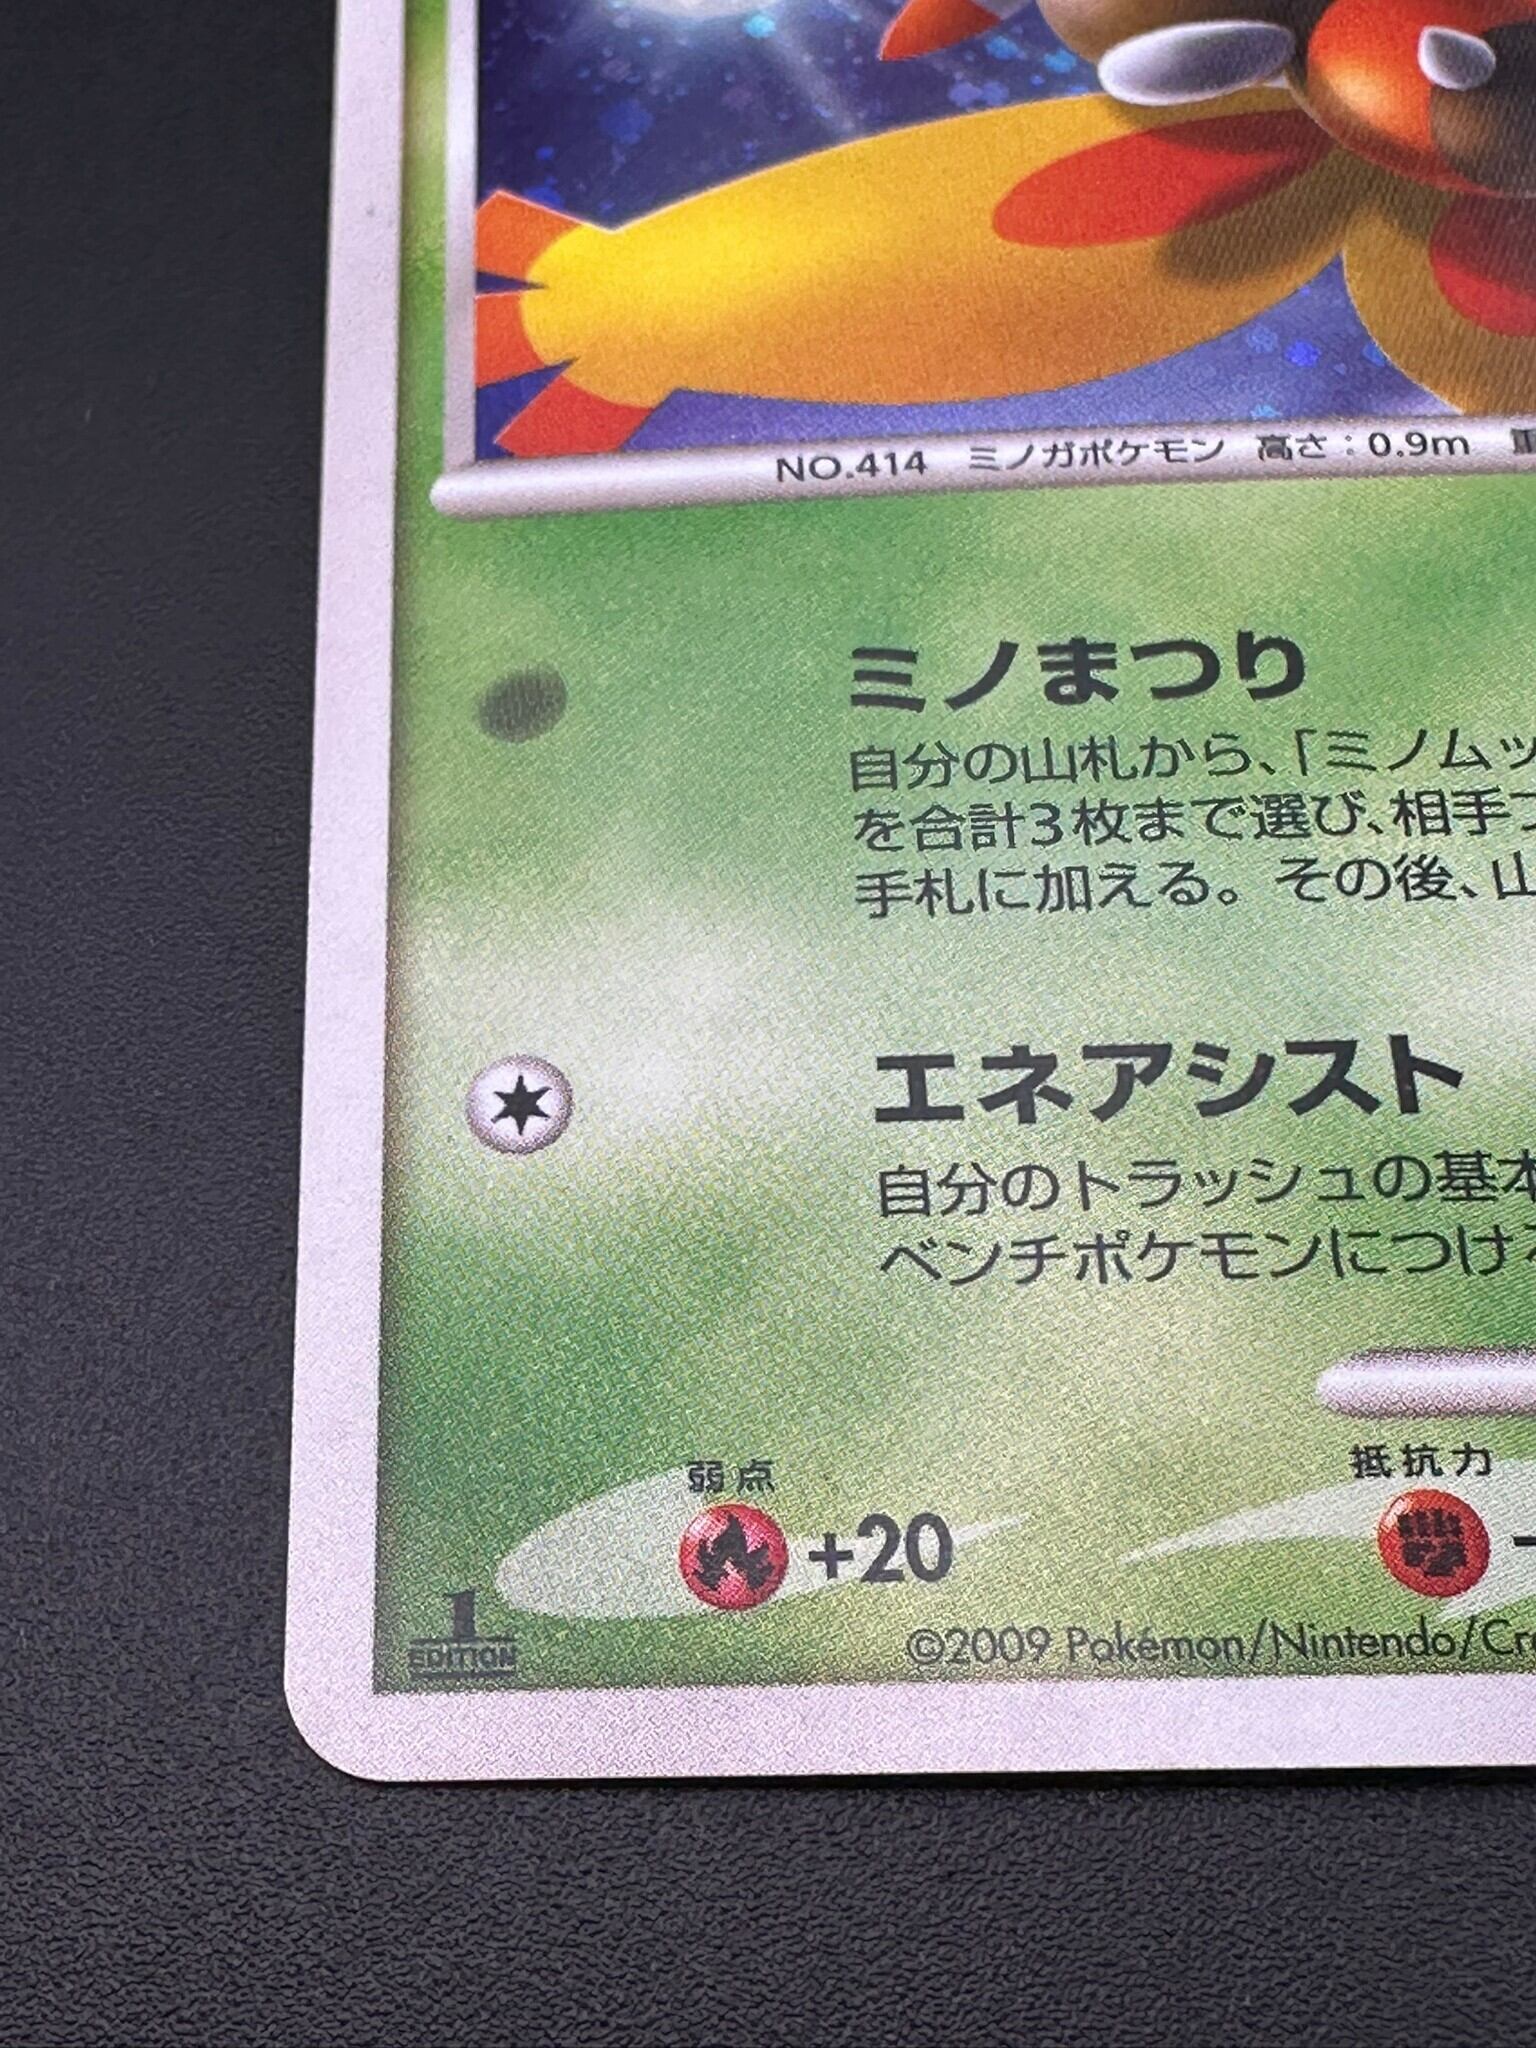 NO.414 ミノガポケモン 高さ：0.9m
ミノまつり
自分の山札から、「ミノムッ
を合計3枚まで選び、相手プ
手札に加える。その後、山
エネアシスト
自分のトラッシュの基本
ベンチポケモンにつける
弱点 抵抗力
+20
1
EDITION
©2009 Pokémon/Nintendo/Cr